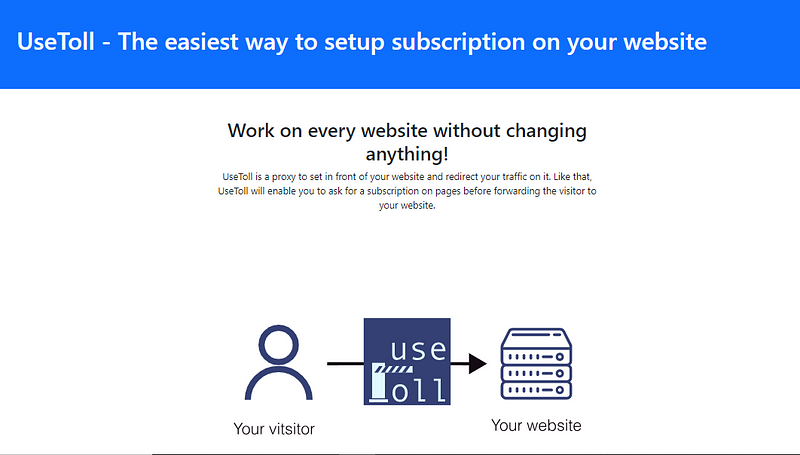 UseToll - The easiest way to setup subscription on your website
Work on every website without changing
anything!
UseToll is a proxy to set in front of your website and redirect your traffic on it. Like that,
UseToll will enable you to ask for a subscription on pages before forwarding the visitor to
your website.
use
Toll
Your vitsitor
Your website